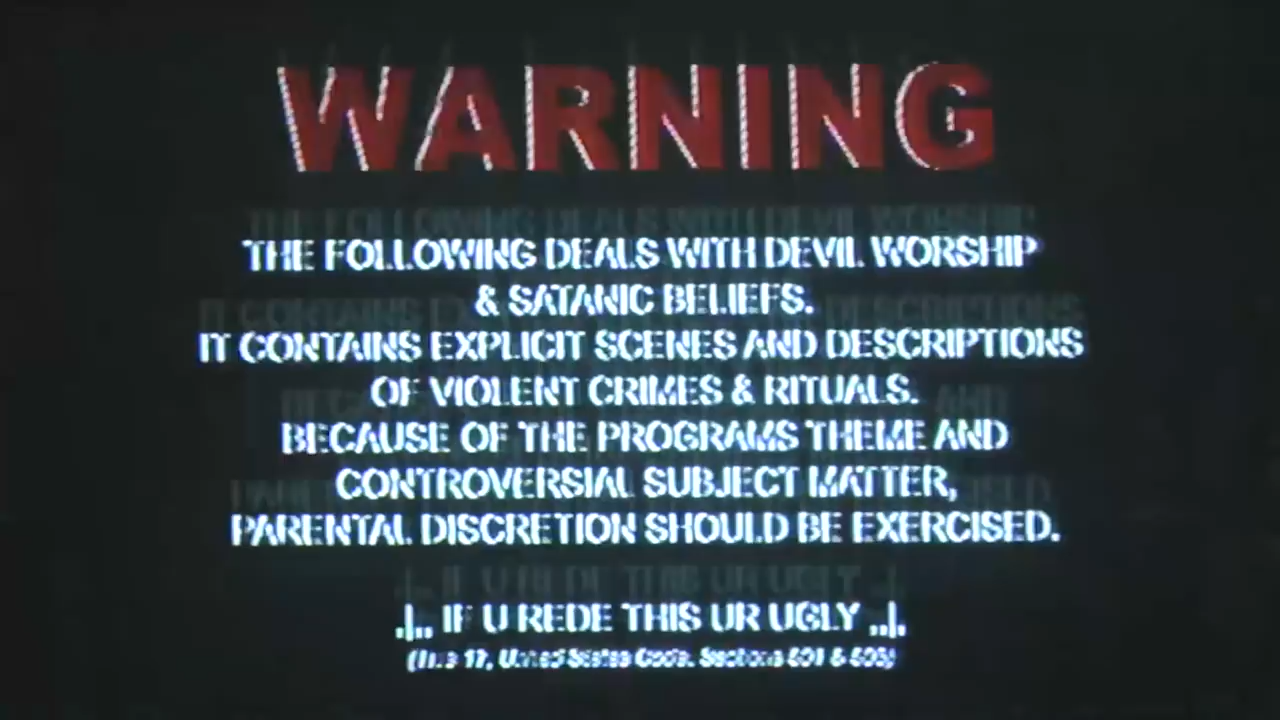 WARNING
THE FOLLOWING DEALS WITH DEVIL WORSHIP
& SATANIC BELIEFS.
IT CONTAINS EXPLICIT SCENES AND DESCRIPTIONS
OF VIOLENT CRIMES & RITUALS.
BECAUSE OF THE PROGRAMS THEME AND
CONTROVERSIAL SUBJECT MATTER,
PARENTAL DISCRETION SHOULD BE EXERCISED.
.|.. IF U REDE THIS UR UGLY ..|.
(Title 17, United States Code, Sections 501 & 506)